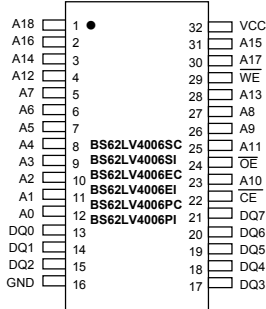 A18 1 32 VCC
A16 2 31 A15
A14 3 30 A17
A12 4 29 W̅E̅
A7 5 28 A13
A6 6 27 A8
A5 7 26 A9
A4 8 25 A11
A3 9 24 O̅E̅
A2 10 23 A10
A1 11 22 C̅E̅
A0 12 21 DQ7
DQ0 13 20 DQ6
DQ1 14 19 DQ5
DQ2 15 18 DQ4
GND 16 17 DQ3
BS62LV4006SC
BS62LV4006SI
BS62LV4006EC
BS62LV4006EI
BS62LV4006PC
BS62LV4006PI